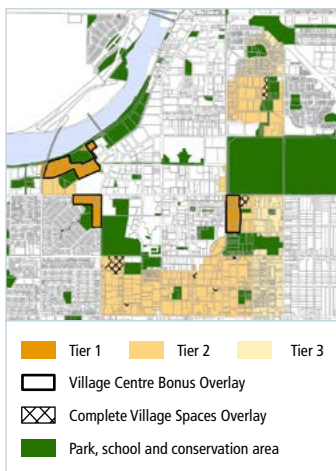 Tier 1 Tier 2 Tier 3
Village Centre Bonus Overlay
Complete Village Spaces Overlay
Park, school and conservation area